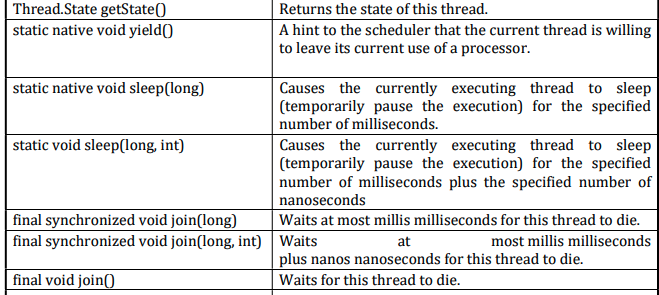 Thread.State getState() Returns the state of this thread.
static native void yield() A hint to the scheduler that the current thread is willing
to leave its current use of a processor.
static native void sleep(long) Causes the currently executing thread to sleep
(temporarily pause the execution) for the specified
number of milliseconds.
static void sleep(long, int) Causes the currently executing thread to sleep
(temporarily pause the execution) for the specified
number of milliseconds plus the specified number of
nanoseconds
final synchronized void join(long) Waits at most millis milliseconds for this thread to die.
final synchronized void join(long, int) Waits at most millis milliseconds
plus nanos nanoseconds for this thread to die.
final void join() Waits for this thread to die.